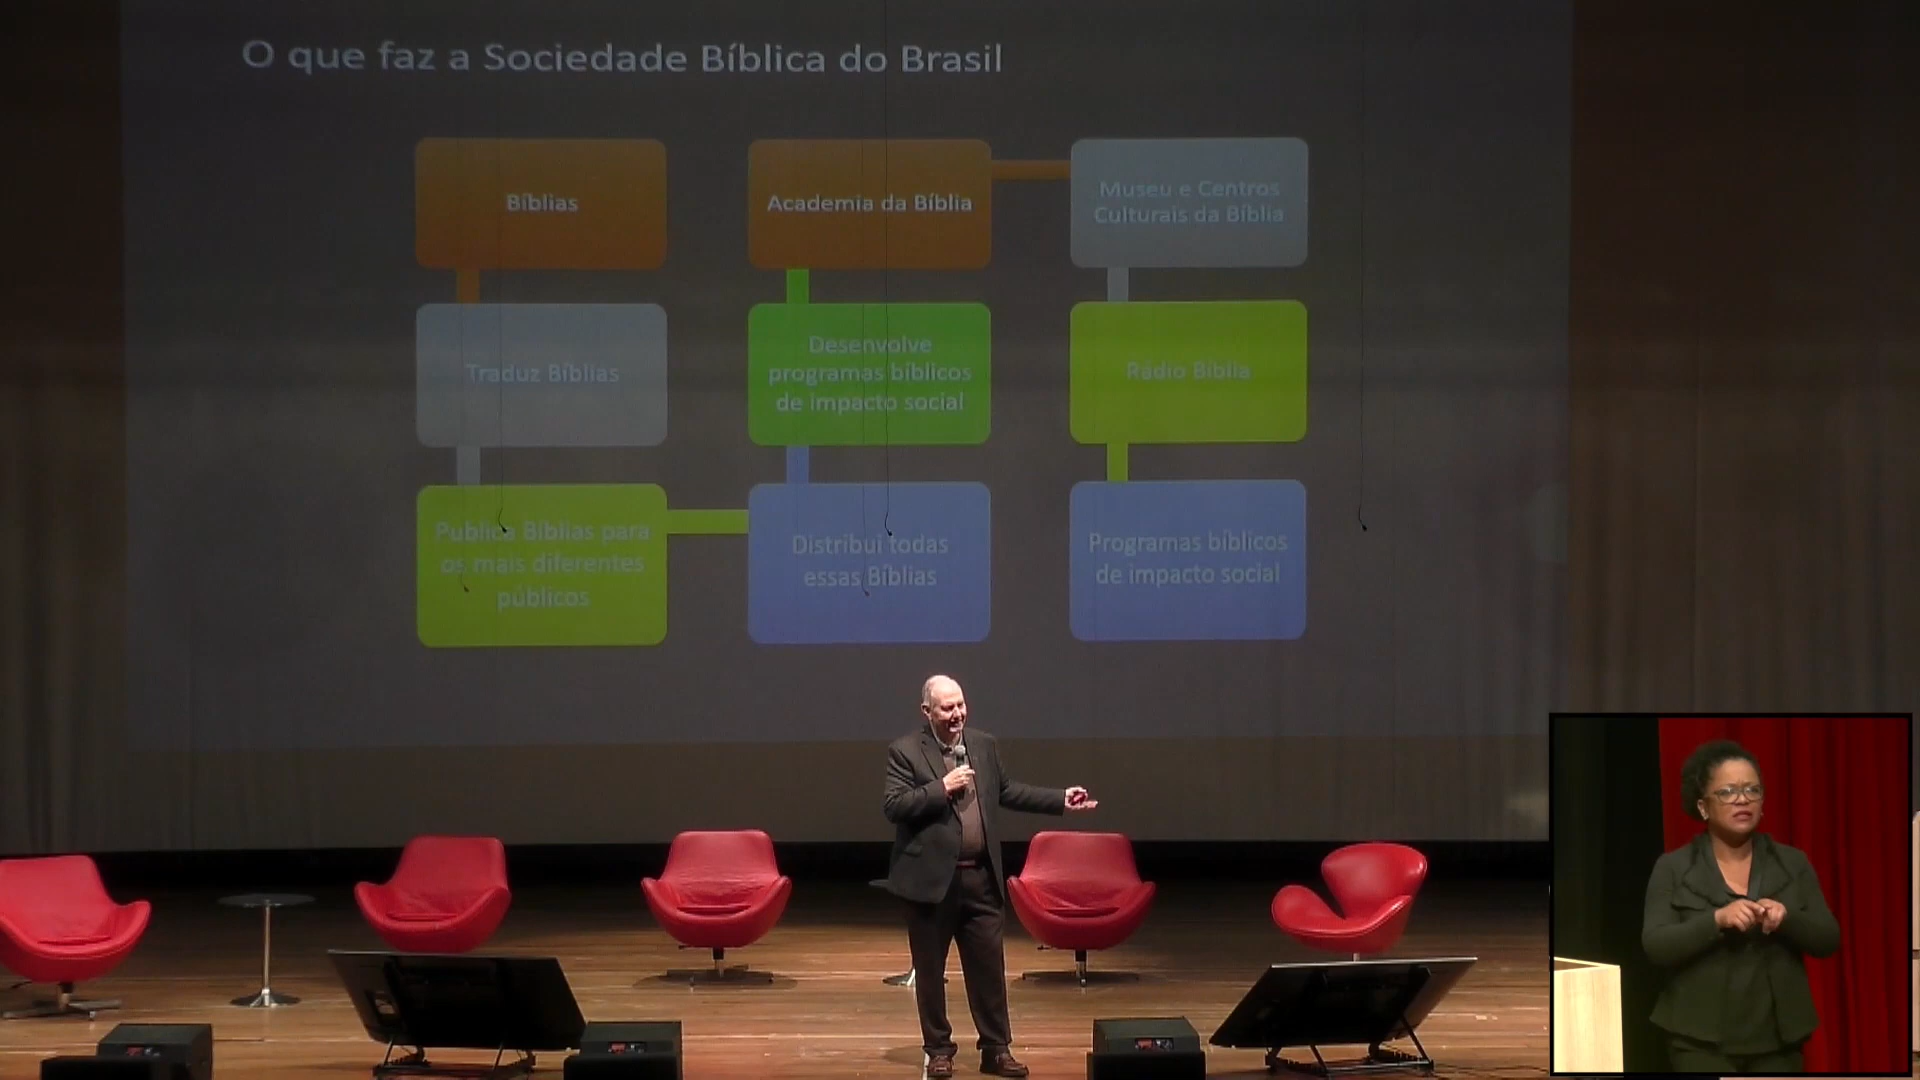 O que faz a Sociedade Bíblica do Brasil
Bíblias
Traduz Bíblias
Publica Bíblias para
os mais diferentes
públicos
Academia da Bíblia
Desenvolve
programas bíblicos
de impacto social
Distribui todas
essas Bíblias
Museu e Centros
Culturais da Bíblia
Rádio Bíblia
Programas bíblicos
de impacto social